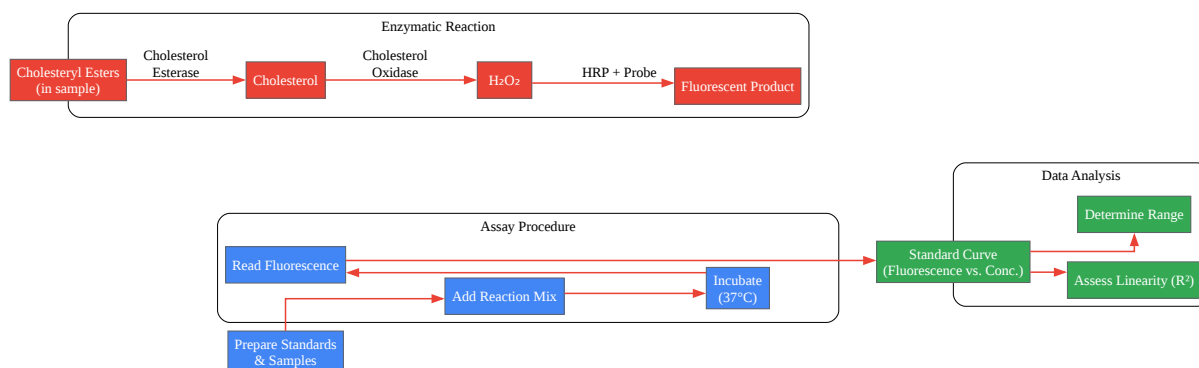 Enzymatic Reaction
Cholesteryl Esters
(in sample)
Cholesterol
Esterase
Cholesterol
Cholesterol
Oxidase
H₂O₂
HRP + Probe
Fluorescent Product
Assay Procedure
Read Fluorescence
Prepare Standards
& Samples
Add Reaction Mix
Incubate
(37°C)
Data Analysis
Standard Curve
(Fluorescence vs. Conc.)
Determine Range
Assess Linearity (R²)